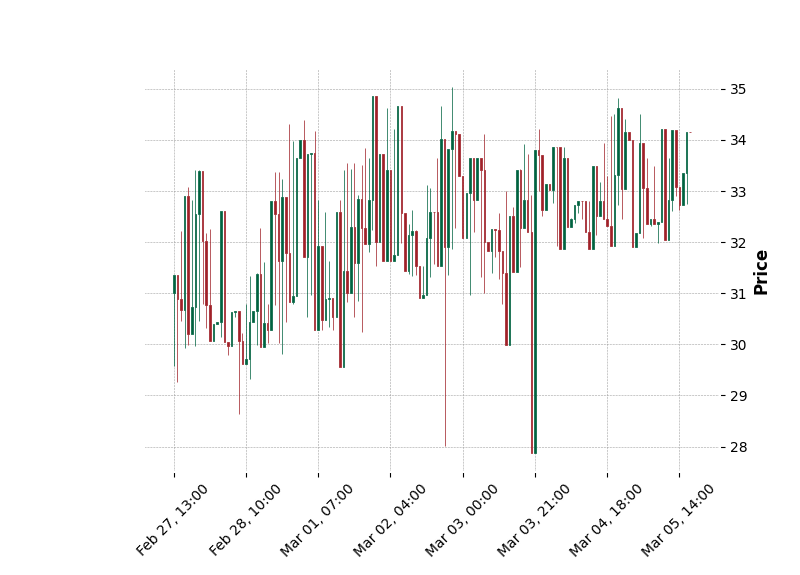 35
34
33
32
31
30
29
28
Price
Feb 27, 13:00
Feb 28, 10:00
Mar 01, 07:00
Mar 02, 04:00
Mar 03, 00:00
Mar 03, 21:00
Mar 04, 18:00
Mar 05, 14:00